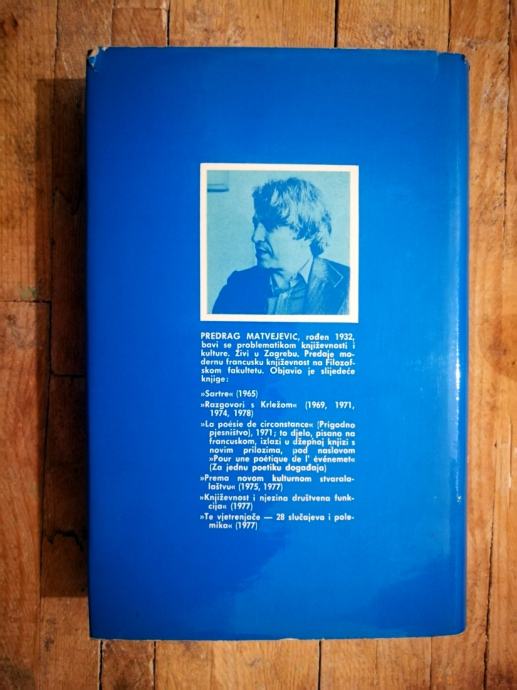 PREDRAG MATVEJEVIC, rođen 1932,
bavi se problematikom književnosti i
kulture. Živi u Zagrebu. Predaje mo-
dernu francusku književnost na Filozof-
skom fakultetu. Objavio je slijedeće
knjige:
»Sartre« (1965)
»Razgovori s Krležom« (1969, 1971,
1974, 1978)
»La poésie de circonstance« (Prigodno
pjesništvo), 1971; to djelo, pisano na
francuskom, izlazi u džepnoj knjizi s
novim prilozima, pod naslovom
»Pour une poétique de l' événemet«
(Za jednu poetiku događaja)
»Prema novom kulturnom stvarala-
laštvu« (1975, 1977)
»Književnost i njezina društvena funk-
cija« (1977)
»Te vjetrenjače — 28 slučajeva i pole-
mika« (1977)